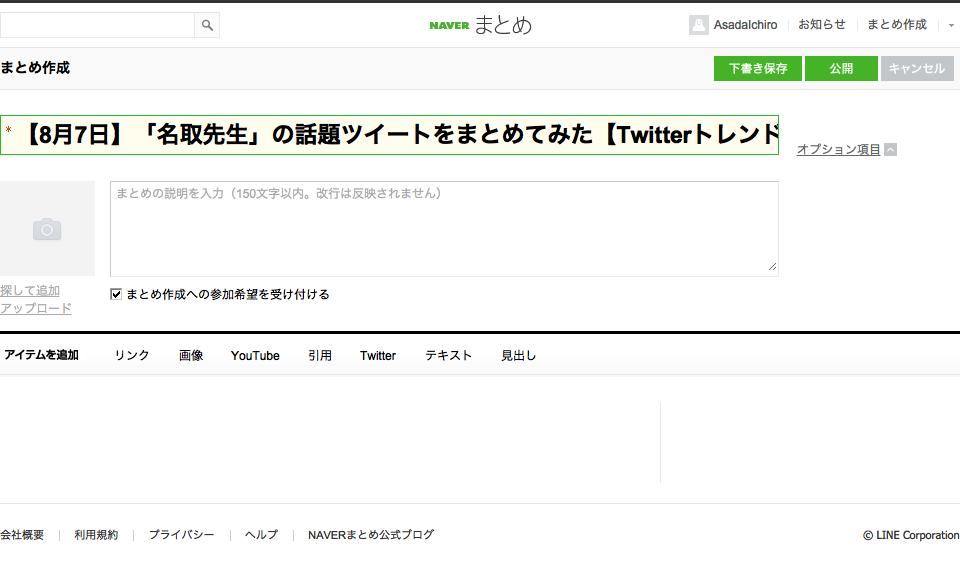 NAVER まとめ
AsadaIchiro お知らせ まとめ作成
まとめ作成
下書き保存 公開 キャンセル
* 【8月7日】「名取先生」の話題ツイートをまとめてみた【Twitterトレンド
オプション項目
まとめの説明を入力（150文字以内。改行は反映されません）
探して追加
アップロード
まとめ作成への参加希望を受け付ける
アイテムを追加 リンク 画像 YouTube 引用 Twitter テキスト 見出し
会社概要 利用規約 プライバシー ヘルプ NAVERまとめ公式ブログ
© LINE Corporation